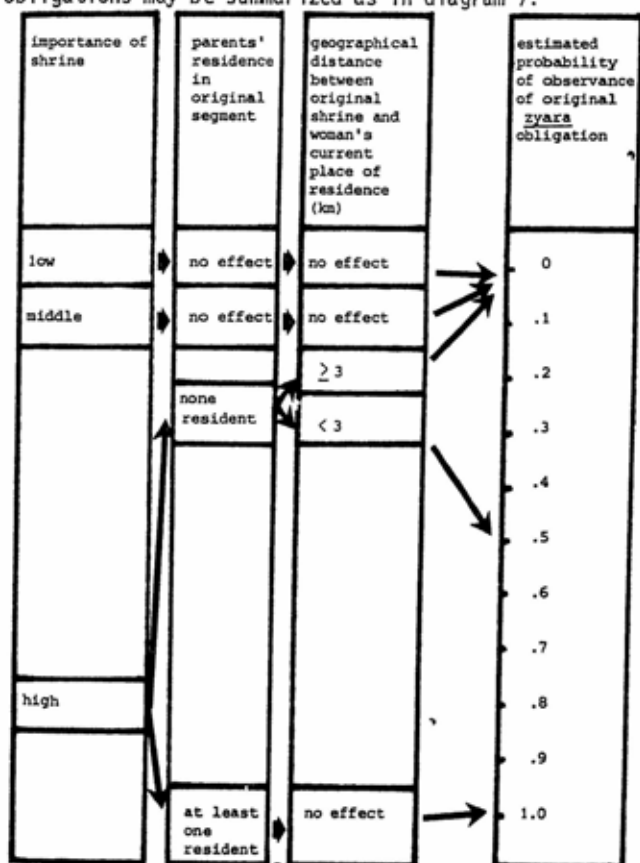 obligations may be summarized as in diagram 7.
importance of
shrine
parents'
residence
in
original
segment
geographical
distance
between
original
shrine and
woman's
current
place of
residence
(km)
estimated
probability
of observance
of original
zyara
obligation
low
no effect
no effect
0
middle
no effect
no effect
.1
≥ 3
.2
none
resident
< 3
.3
.4
.5
.6
.7
high
.8
.9
at least
one
resident
no effect
1.0